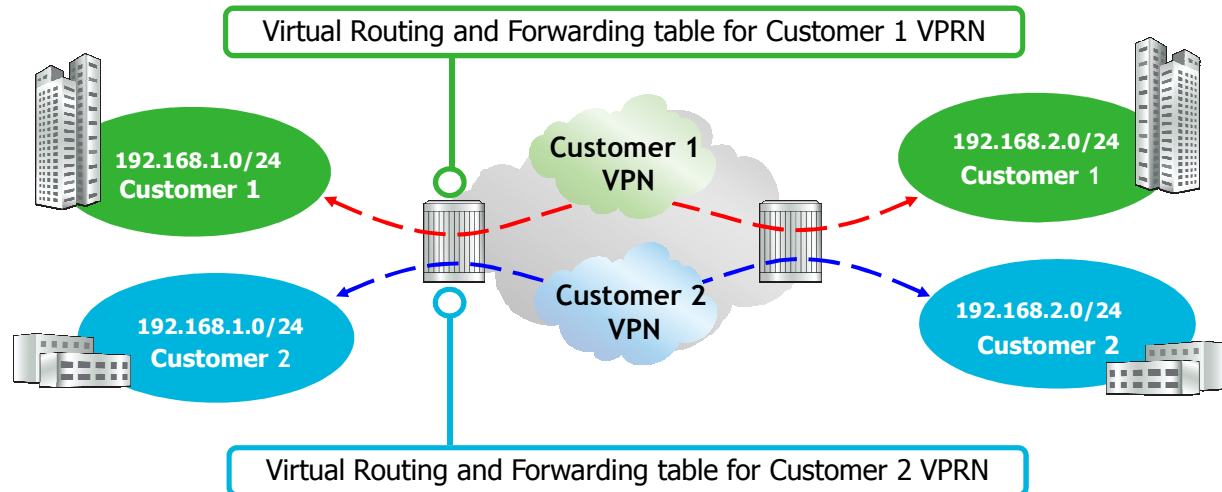 Virtual Routing and Forwarding table for Customer 1 VPRN
192.168.1.0/24
Customer 1
Customer 1
VPN
192.168.2.0/24
Customer 1
192.168.1.0/24
Customer 2
Customer 2
VPN
192.168.2.0/24
Customer 2
Virtual Routing and Forwarding table for Customer 2 VPRN